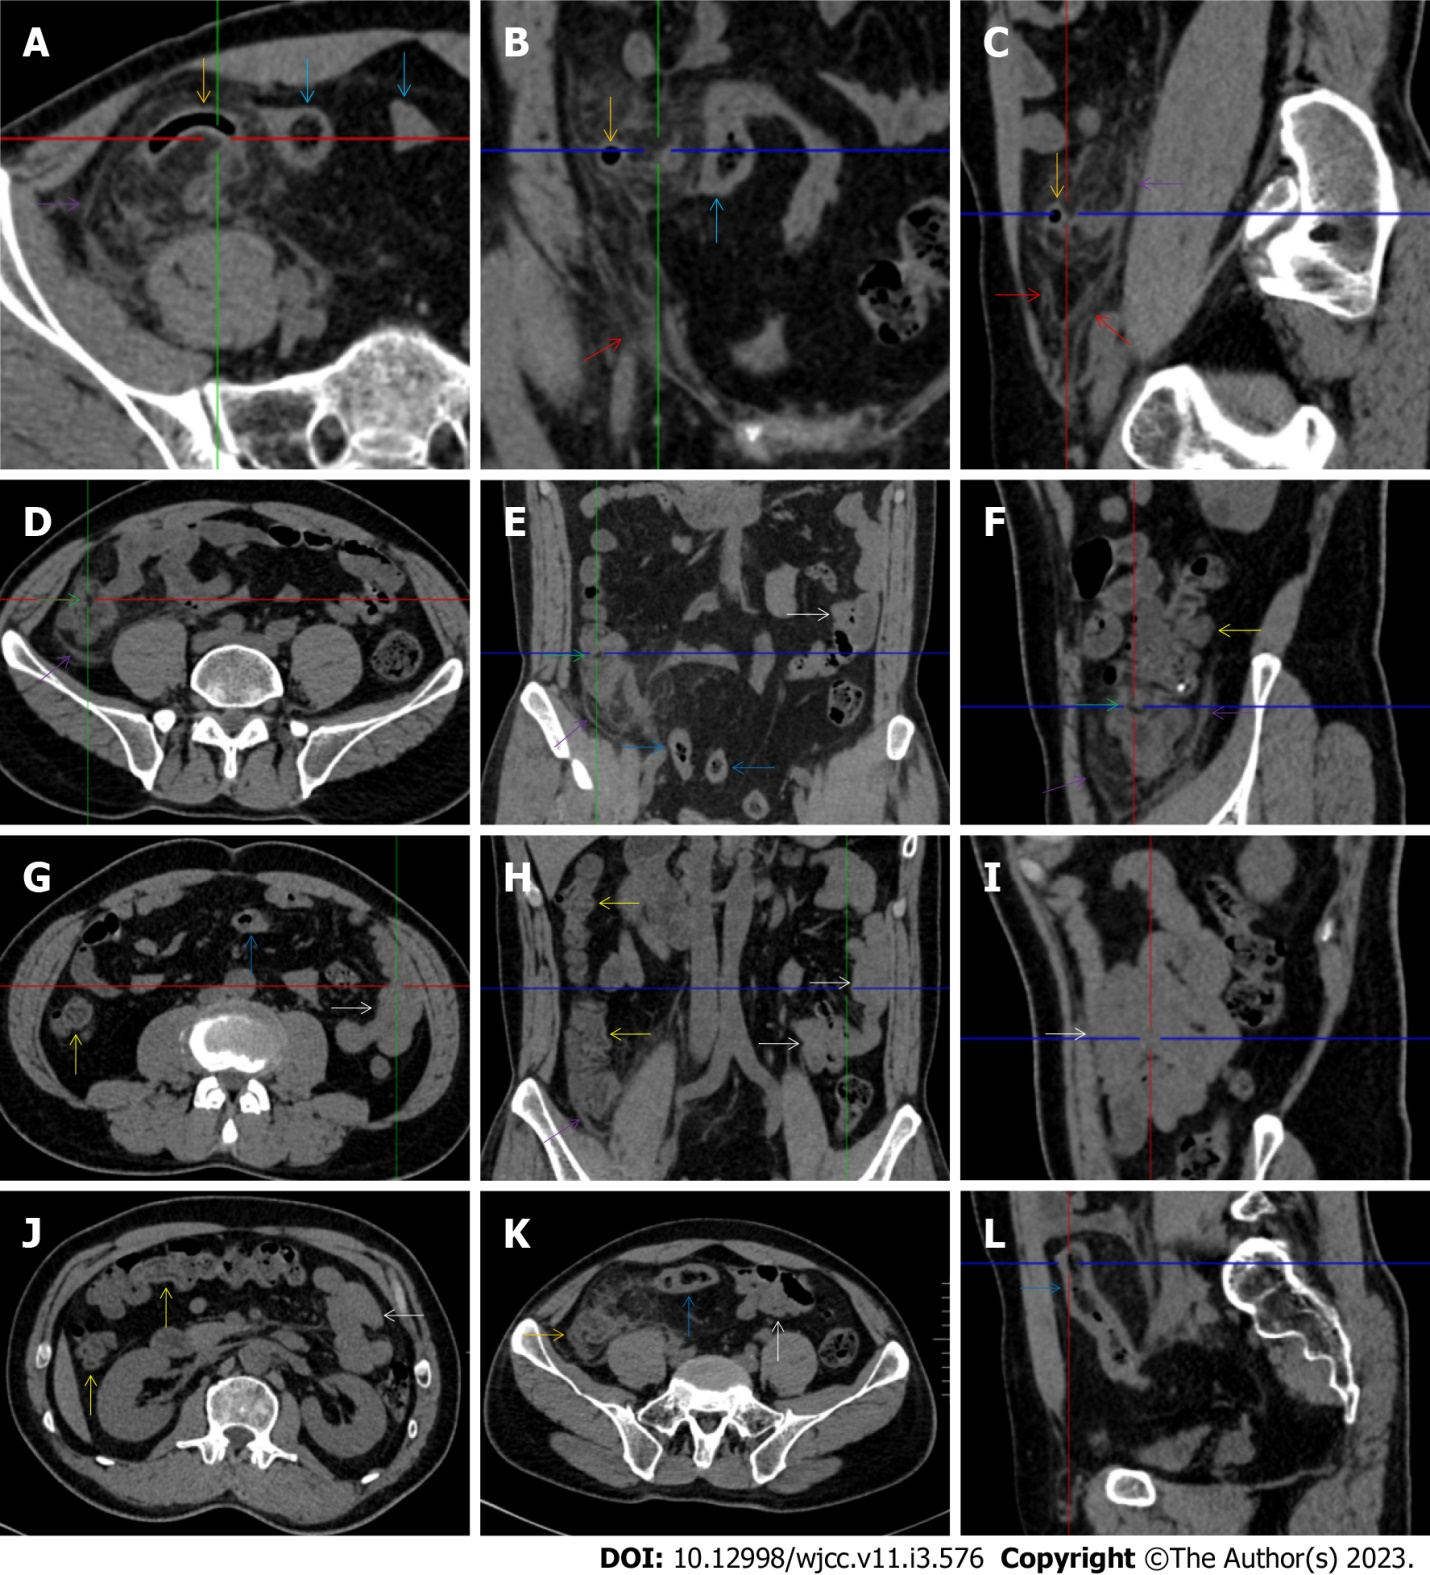 A
B
C
D
E
F
G
H
I
J
K
L
DOI: 10.12998/wjcc.v11.i3.576 Copyright ©The Author(s) 2023.